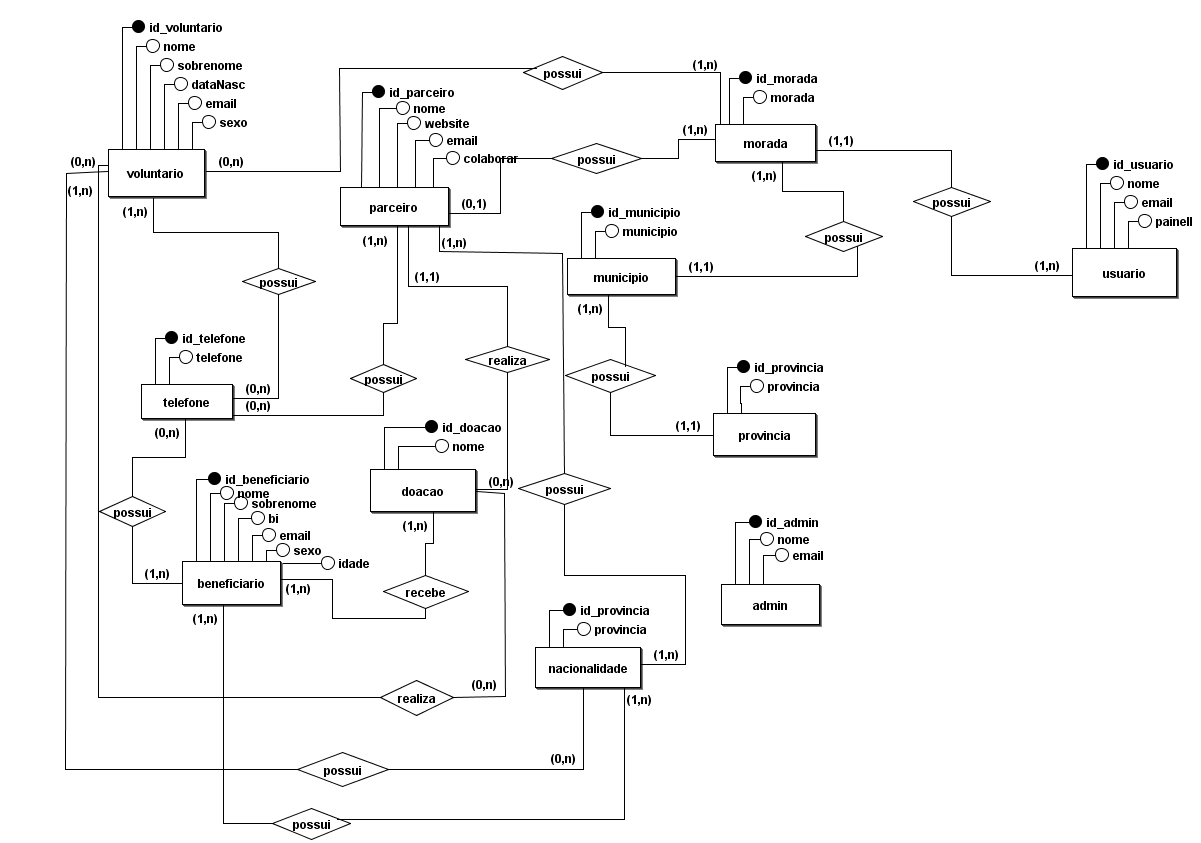 id_voluntario
nome
sobrenome
dataNasc
email
sexo
voluntario
(0,n)
(1,n)
(0,n)
(1,n)
possui
(1,n)
id_parceiro
nome
website
email
colaborar
parceiro
(0,1)
(1,n)
(1,n)
(1,1)
possui
(1,n)
id_morada
morada
morada
(1,1)
(1,n)
id_usuario
nome
email
painell
usuario
possui
(1,n)
possui
id_municipio
municipio
municipio
(1,1)
(1,n)
possui
id_telefone
telefone
telefone
(0,n)
(0,n)
(0,n)
possui
realiza
possui
id_provincia
provincia
provincia
(1,1)
id_doacao
nome
doacao
(0,n)
(1,n)
possui
possui
id_beneficiario
nome
sobrenome
bi
email
sexo
idade
beneficiario
(1,n)
(1,n)
(1,n)
recebe
id_admin
nome
email
admin
id_provincia
provincia
nacionalidade
(1,n)
(1,n)
realiza
(0,n)
possui
(0,n)
possui